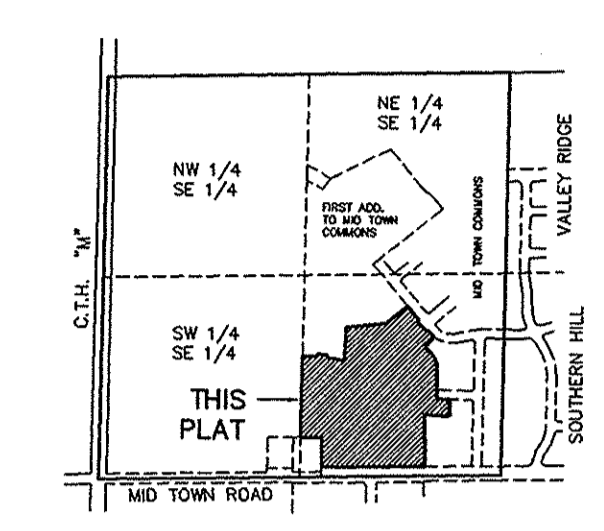 NE 1/4
SE 1/4
NW 1/4
SE 1/4
FIRST ADD.
TO MID TOWN
COMMONS
MID TOWN COMMONS
VALLEY RIDGE
C.T.H. "M"
SW 1/4
SE 1/4
THIS
PLAT
SOUTHERN HILL
MID TOWN ROAD